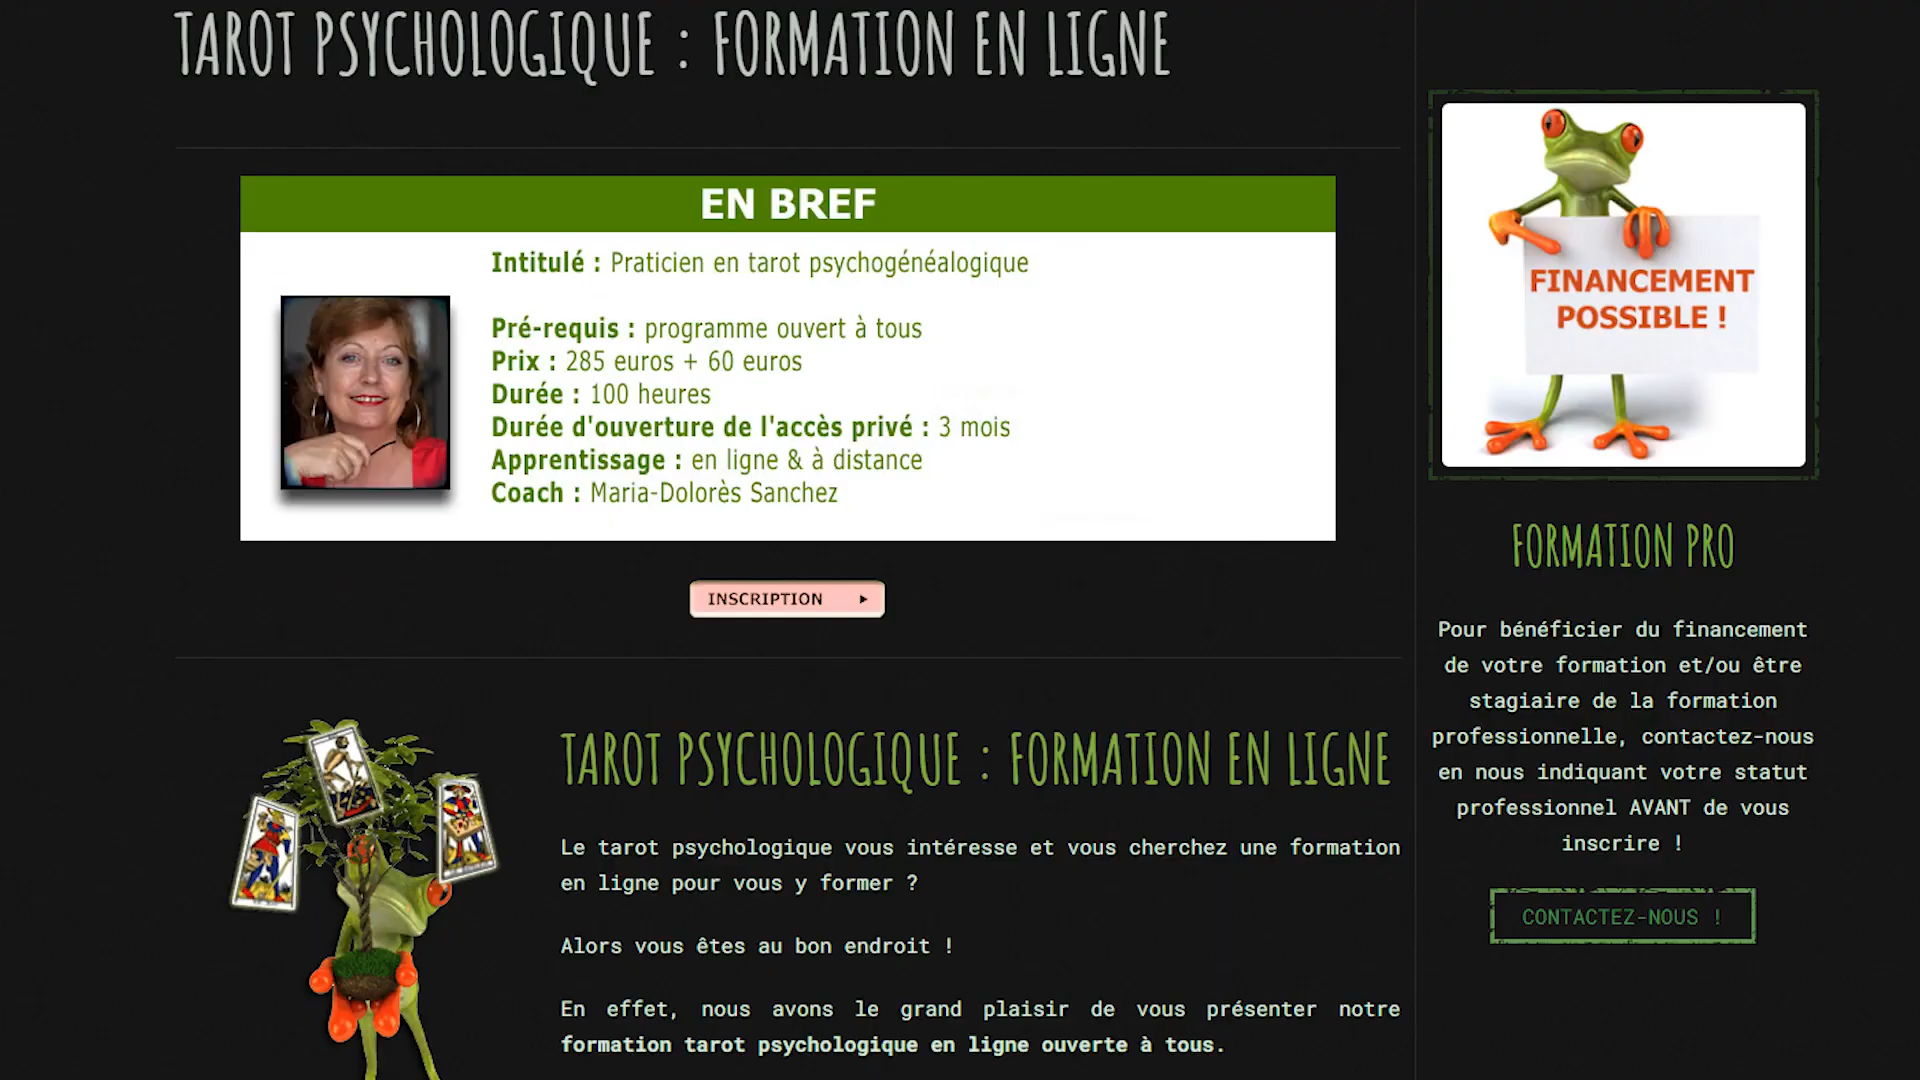 TAROT PSYCHOLOGIQUE : FORMATION EN LIGNE
EN BREF
Intitulé : Praticien en tarot psychogénéalogique
Pré-requis : programme ouvert à tous
Prix : 285 euros + 60 euros
Durée : 100 heures
Durée d'ouverture de l'accès privé : 3 mois
Apprentissage : en ligne & à distance
Coach : Maria-Dolorès Sanchez
INSCRIPTION
TAROT PSYCHOLOGIQUE : FORMATION EN LIGNE
Le tarot psychologique vous intéresse et vous cherchez une formation
en ligne pour vous y former ?
Alors vous êtes au bon endroit !
En effet, nous avons le grand plaisir de vous présenter notre
formation tarot psychologique en ligne ouverte à tous.
FINANCEMENT
POSSIBLE !
FORMATION PRO
Pour bénéficier du financement
de votre formation et/ou être
stagiaire de la formation
professionnelle, contactez-nous
en nous indiquant votre statut
professionnel AVANT de vous
inscrire !
CONTACTEZ-NOUS !